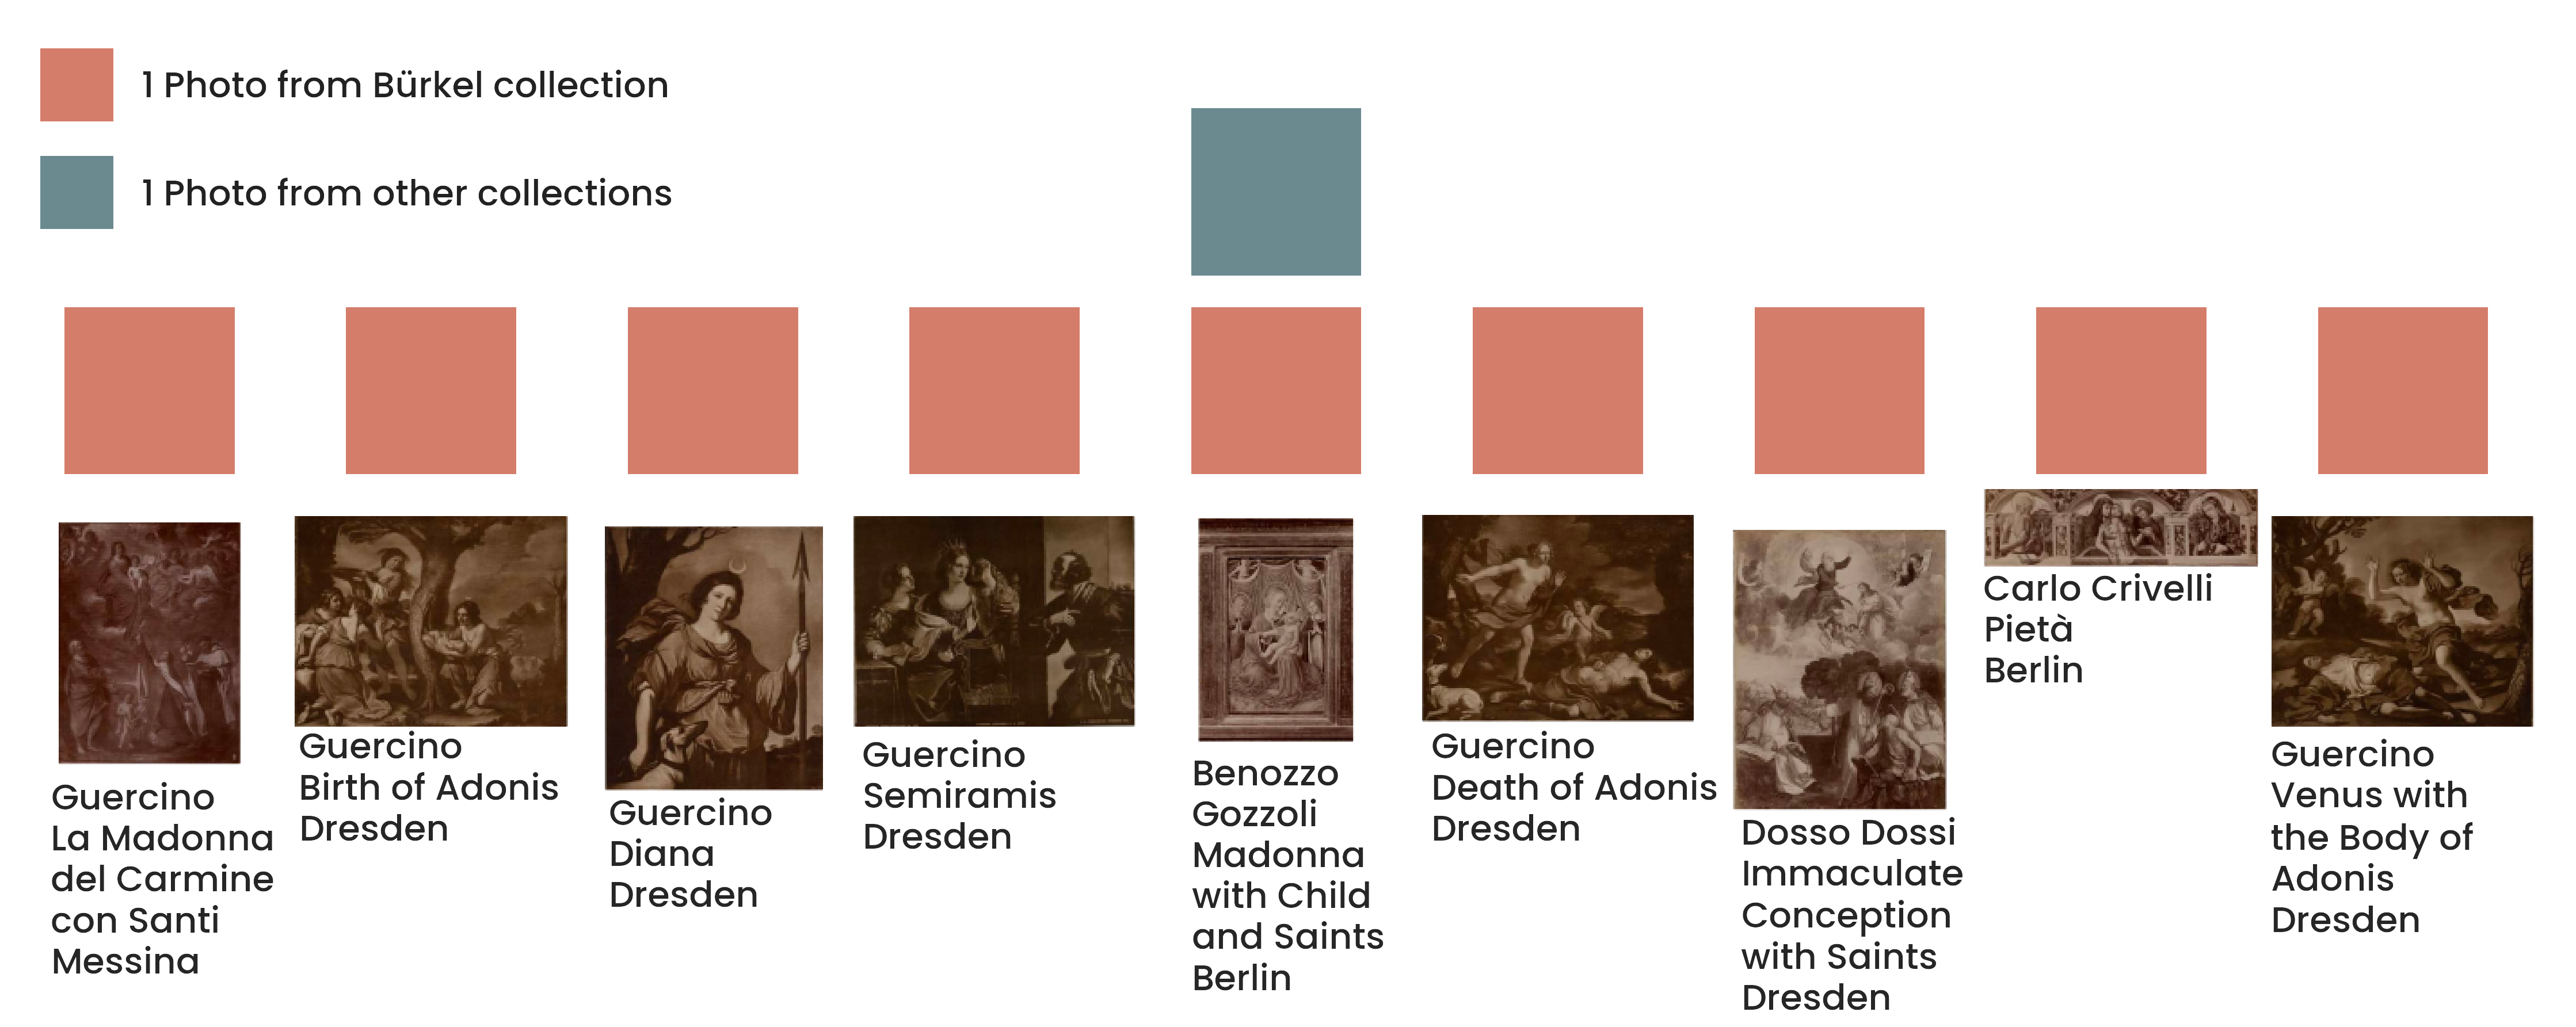 1 Photo from Bürkel collection
1 Photo from other collections
Guercino
La Madonna
del Carmine
con Santi
Messina
Guercino
Birth of Adonis
Dresden
Guercino
Diana
Dresden
Guercino
Semiramis
Dresden
Benozzo
Gozzoli
Madonna
with Child
and Saints
Berlin
Guercino
Death of Adonis
Dresden
Dosso Dossi
Immaculate
Conception
with Saints
Dresden
Carlo Crivelli
Pietà
Berlin
Guercino
Venus with
the Body of
Adonis
Dresden